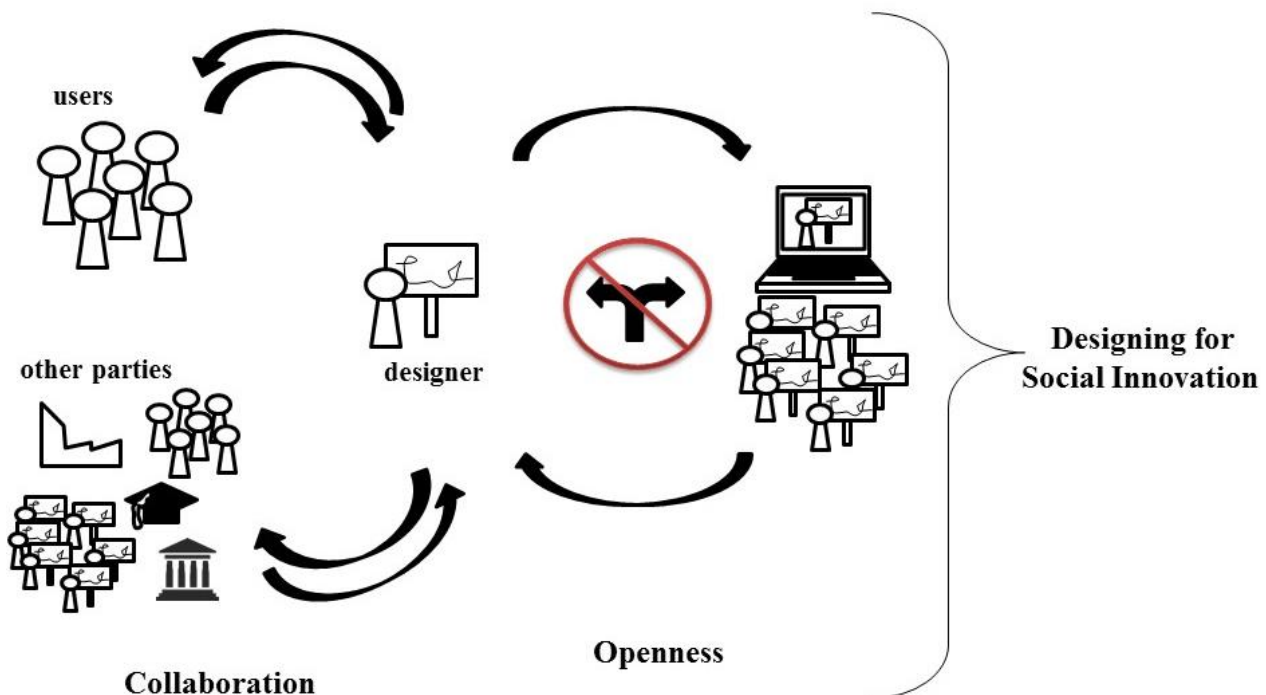 users
other parties
designer
Designing for
Social Innovation
Openness
Collaboration